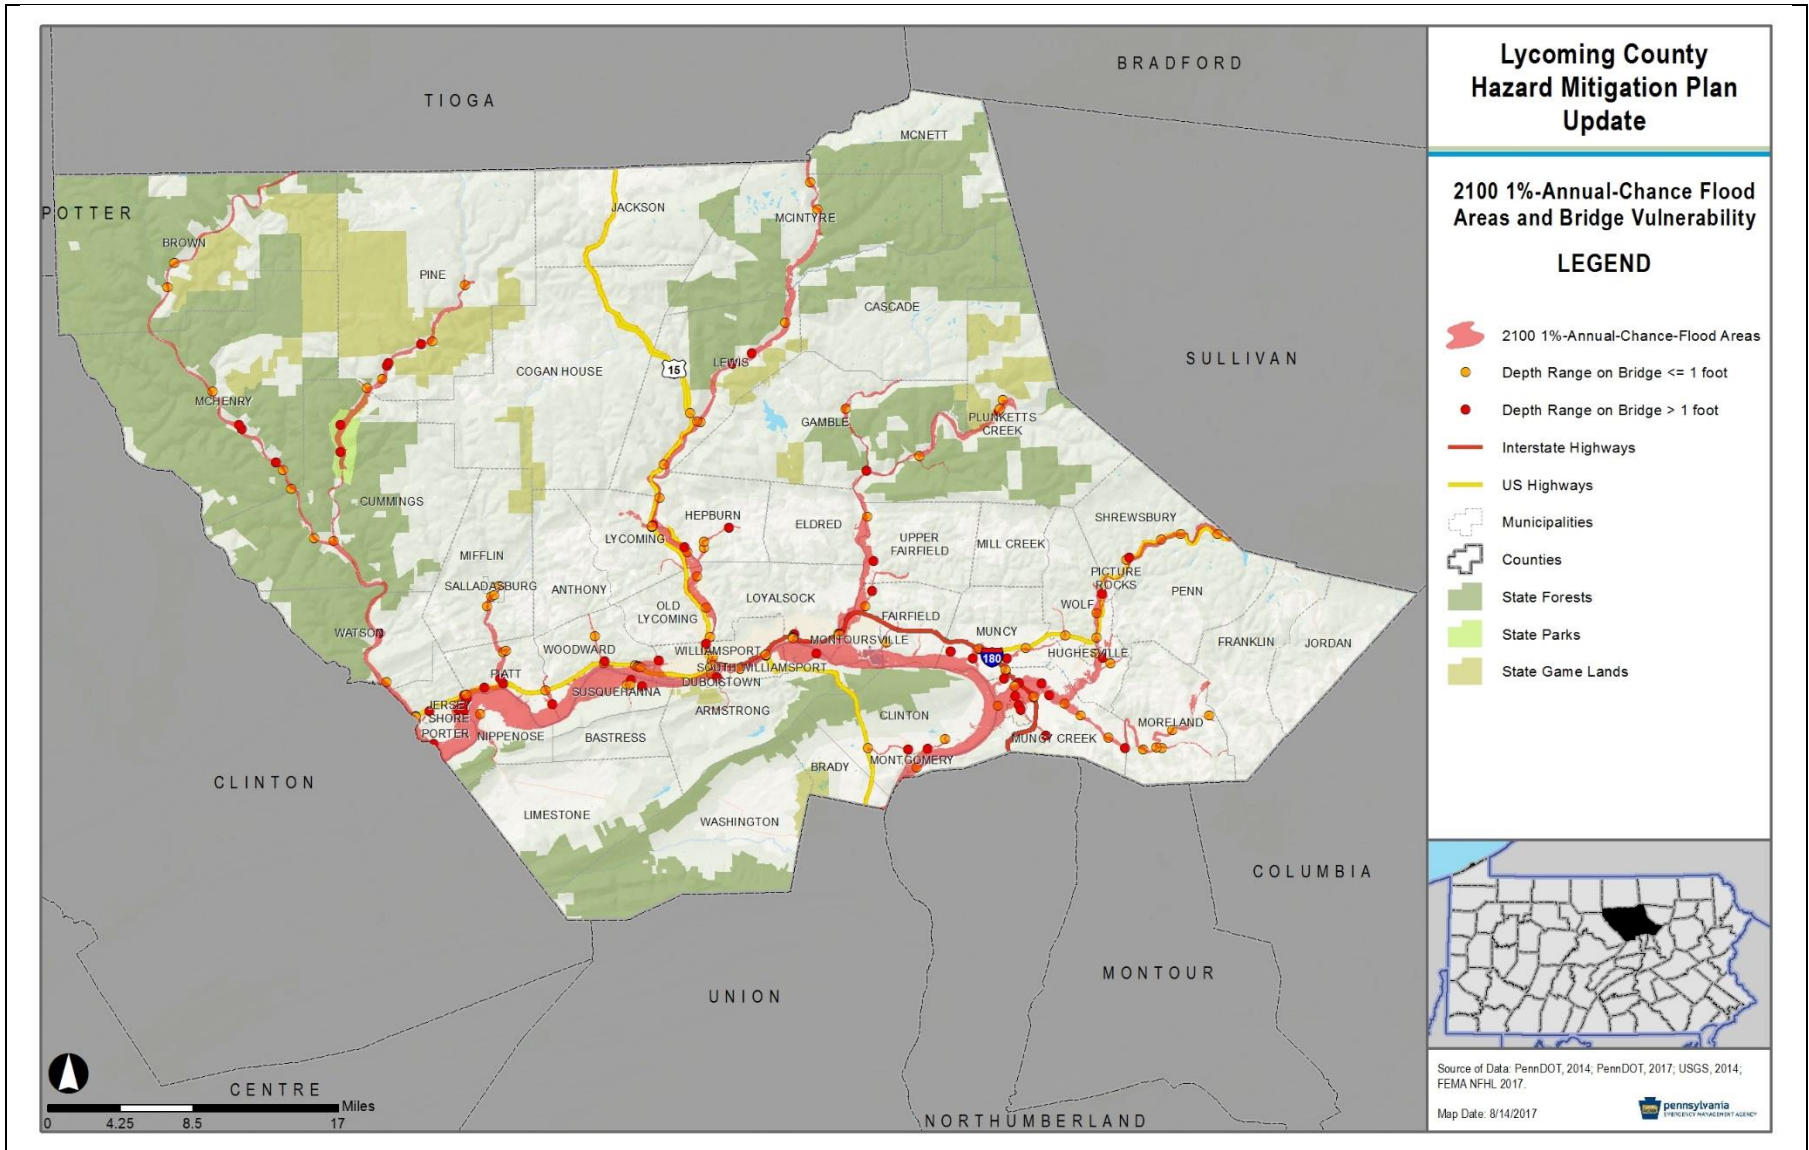 Lycoming County
Hazard Mitigation Plan
Update
2100 1%-Annual-Chance Flood
Areas and Bridge Vulnerability
LEGEND
2100 1%-Annual-Chance-Flood Areas
Depth Range on Bridge <= 1 foot
Depth Range on Bridge > 1 foot
Interstate Highways
US Highways
Municipalities
Counties
State Forests
State Parks
State Game Lands
Source of Data: PennDOT, 2014; PennDOT, 2017; USGS, 2014;
FEMA NFHL 2017.
Map Date: 8/14/2017
pennsylvania
EMERGENCY MANAGEMENT AGENCY
BRADFORD
TIOGA
MCNETT
POTTER
JACKSON
MCINTYRE
BROWN
PINE
CASCADE
SULLIVAN
LEWIS
15
COGAN HOUSE
MCHENRY
GAMBLE
PLUNKETTS
CREEK
CUMMINGS
HEPBURN
ELDRED
SHREWSBURY
LYCOMING
UPPER
FAIRFIELD
MILL CREEK
MIFFLIN
PICTURE
ROCKS
SALLADASBURG
ANTHONY
PENN
LOYALSOCK
WOLF
OLD
LYCOMING
FAIRFIELD
WATSON
MUNCY
MONTOURSVILLE
FRANKLIN
JORDAN
WOODWARD
WILLIAMSPORT
HUGHESVILLE
180
SOUTH WILLIAMSPORT
PIATT
DUBOISTOWN
SUSQUEHANNA
JERSEY
SHORE
ARMSTRONG
CLINTON
MORELAND
PORTER
NIPPENOSE
BASTRESS
MUNCY CREEK
MONTGOMERY
BRADY
CLINTON
LIMESTONE
WASHINGTON
COLUMBIA
MONTOUR
UNION
CENTRE
NORTHUMBERLAND
Miles
0 4.25 8.5 17